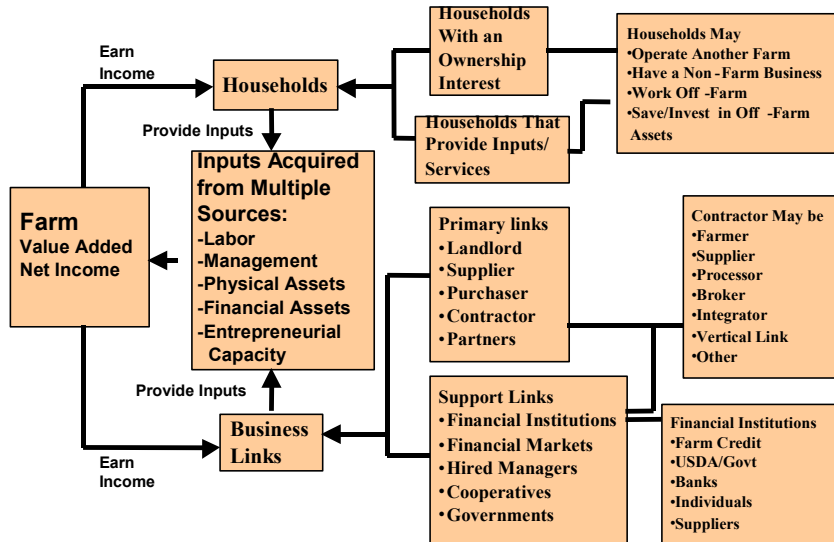 Earn
Income
Households
Provide Inputs
Households
With an
Ownership
Interest
Households That
Provide Inputs/
Services
Households May
•Operate Another Farm
•Have a Non -Farm Business
•Work Off -Farm
•Save/Invest in Off -Farm
Assets
Inputs Acquired
from Multiple
Sources:
-Labor
-Management
-Physical Assets
-Financial Assets
-Entrepreneurial
Capacity
Farm
Value Added
Net Income
Provide Inputs
Business
Links
Earn
Income
Primary links
•Landlord
•Supplier
•Purchaser
•Contractor
•Partners
Contractor May be
•Farmer
•Supplier
•Processor
•Broker
•Integrator
•Vertical Link
•Other
Support Links
•Financial Institutions
•Financial Markets
•Hired Managers
•Cooperatives
•Governments
Financial Institutions
•Farm Credit
•USDA/Govt
•Banks
•Individuals
•Suppliers